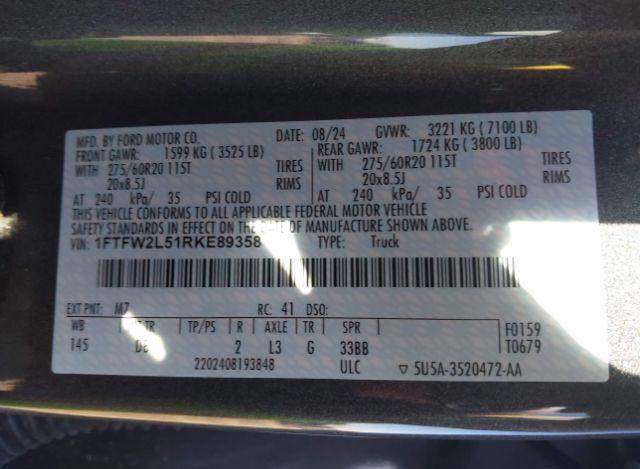 MFD. BY FORD MOTOR CO. DATE: 08/24 GVWR: 3221 KG (7100 LB)
FRONT GAWR: 1599 KG (3525 LB) REAR GAWR: 1724 KG (3800 LB)
WITH 275/60R20 115T TIRES WITH 275/60R20 115T TIRES
20x8.5J RIMS 20x8.5J RIMS
AT 240 kPa/ 35 PSI COLD AT 240 kPa/ 35 PSI COLD
THIS VEHICLE CONFORMS TO ALL APPLICABLE FEDERAL MOTOR VEHICLE
SAFETY STANDARDS IN EFFECT ON THE DATE OF MANUFACTURE SHOWN ABOVE.
VIN: 1FTFW2L51RKE89358 TYPE: Truck
EXT PNT: M7 RC: 41 DSO:
WB TR TP/PS R AXLE TR SPR F0159
145 2 L3 G 33BB T0679
2202408193848 ULC 5U5A-3520472-AA